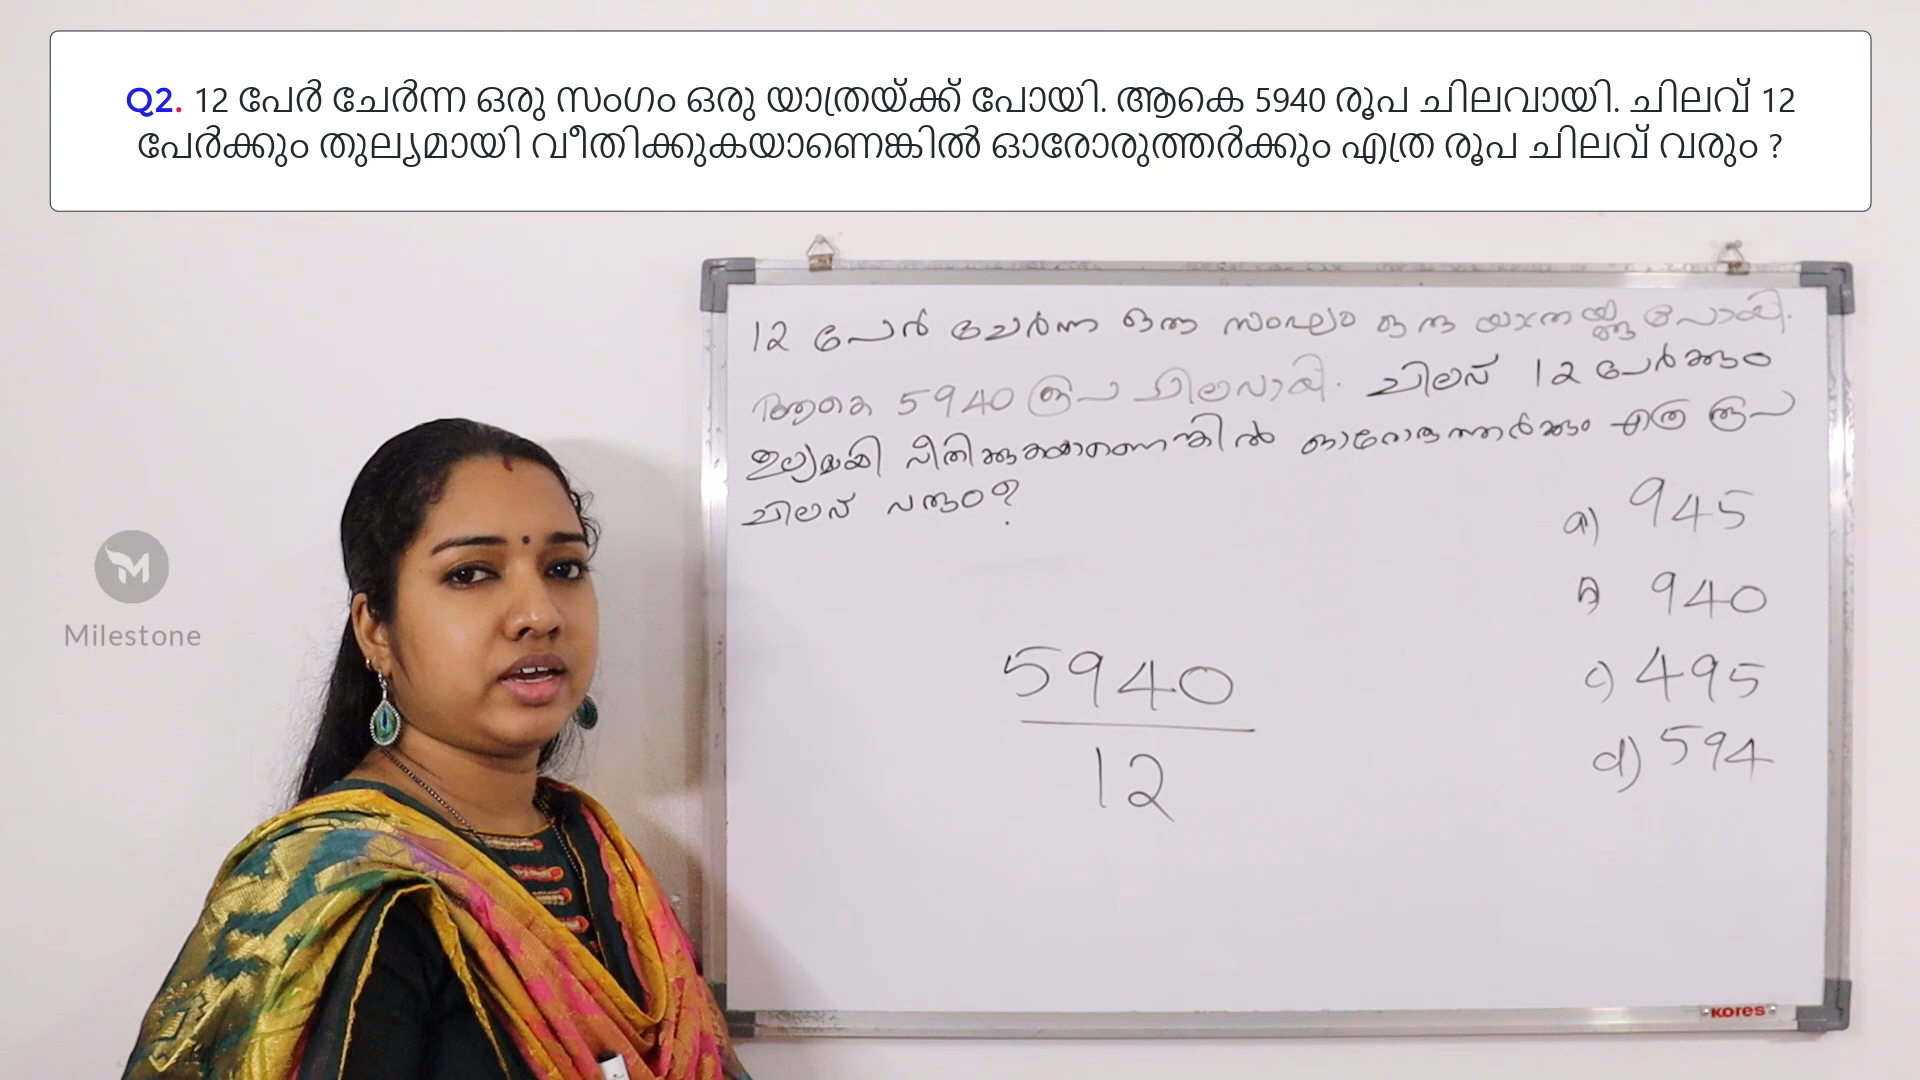 Q2. 12 പേർ ചേർന്ന ഒരു സംഗം ഒരു യാത്രയ്ക്ക് പോയി. ആകെ 5940 രൂപ ചിലവായി. ചിലവ് 12
പേർക്കും തുല്യമായി വീതിക്കുകയാണെങ്കിൽ ഓരോരുത്തർക്കും എത്ര രൂപ ചിലവ് വരും ?
12 പേർ ചേർന്ന ഒരു സംഘം ഒരു യാത്രയ്ക്കു പോയി.
ആകെ 5940 രൂപ ചിലവായി. ചിലവ് 12 പേർക്കും
തുല്യമായി വീതിക്കുകയാണെങ്കിൽ ഓരോരുത്തർക്കും എത്ര രൂപ
ചിലവ് വരും?
a) 945
b) 940
c) 495
d) 594
5940
12
Milestone
KORES